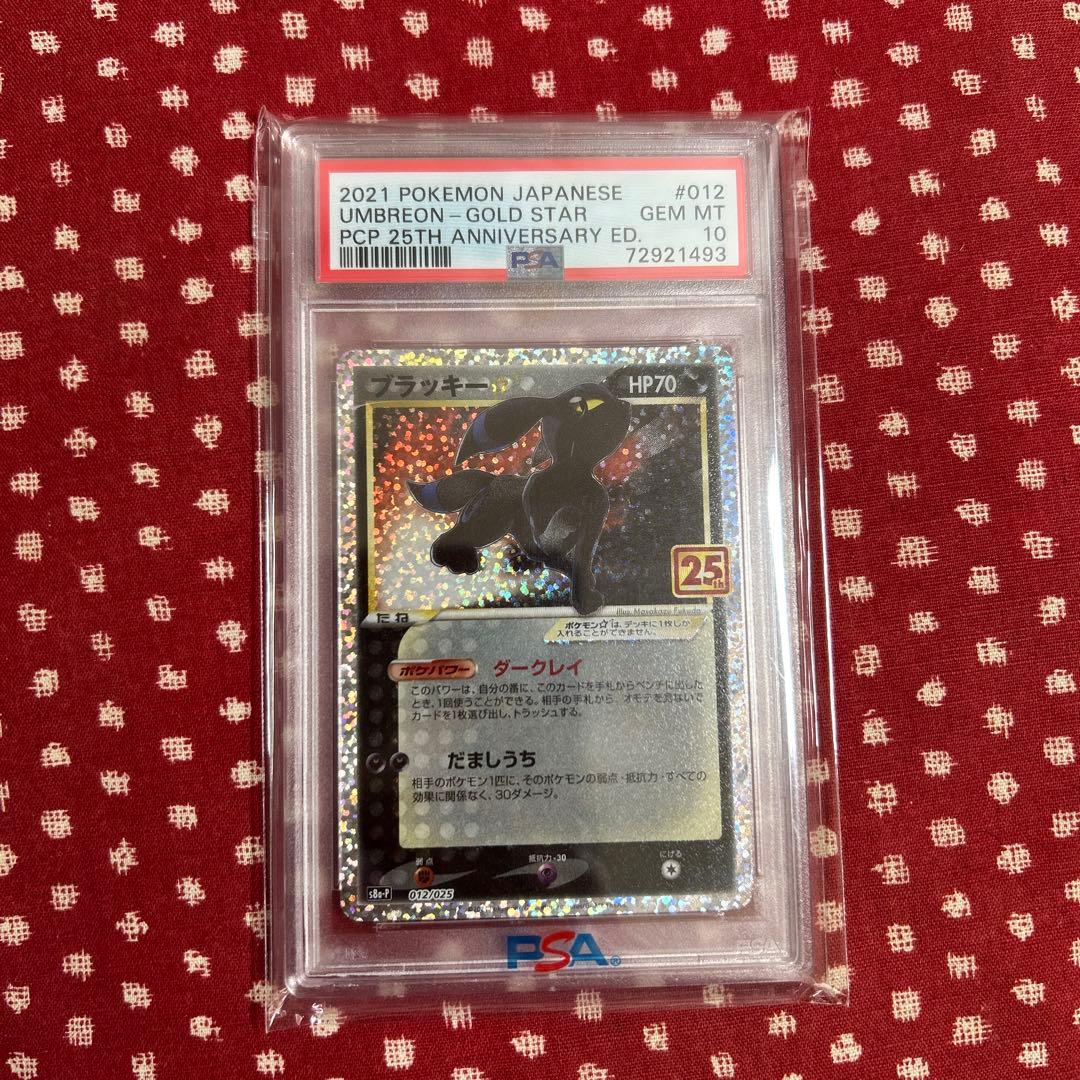 2021 POKEMON JAPANESE #012
UMBREON - GOLD STAR GEM MT
PCP 25TH ANNIVERSARY ED. 10
PSA 72921493
ブラッキー☆ HP70
25th
たね
illus. Masakazu Fukuda
ポケモン☆は、デッキに1枚しか
入れることができません。
ポケパワー ダークレイ
このパワーは、自分の番に、このカードを手札からベンチに出した
とき、1回使うことができる。相手の手札から、オモテを見ないで
カードを1枚選び出し、トラッシュする。
だましうち
相手のポケモン1匹に、そのポケモンの弱点・抵抗力・すべての
効果に関係なく、30ダメージ。
弱点 抵抗力 -30 にげる
s8a-P 012/025
PSA®